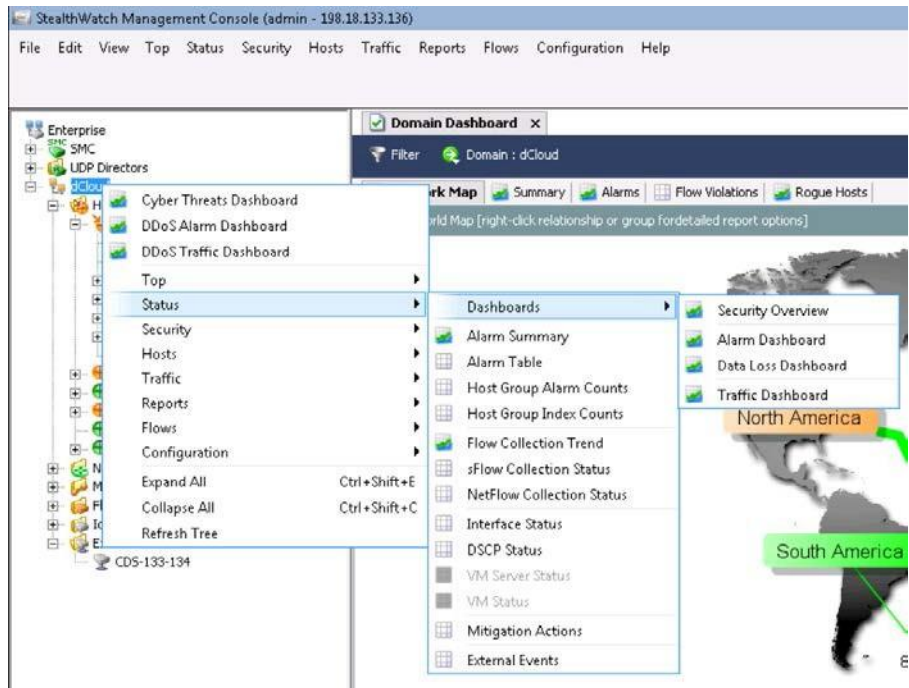 StealthWatch Management Console (admin - 198.18.133.136)
File Edit View Top Status Security Hosts Traffic Reports Flows Configuration Help
Enterprise
SMC
SMC
UDP Directors
dCloud
H
N
M
Fl
Ic
E
CDS-133-134
Domain Dashboard x
Filter Domain : dCloud
rk Map Summary Alarms Flow Violations Rogue Hosts
rld Map [right-click relationship or group fordetailed report options]
Cyber Threats Dashboard
DDoS Alarm Dashboard
DDoS Traffic Dashboard
Top
Status
Security
Hosts
Traffic
Reports
Flows
Configuration
Expand All Ctrl+Shift+E
Collapse All Ctrl+Shift+C
Refresh Tree
Dashboards
Alarm Summary
Alarm Table
Host Group Alarm Counts
Host Group Index Counts
Flow Collection Trend
sFlow Collection Status
NetFlow Collection Status
Interface Status
DSCP Status
VM Server Status
VM Status
Mitigation Actions
External Events
Security Overview
Alarm Dashboard
Data Loss Dashboard
Traffic Dashboard
North America
South America
8